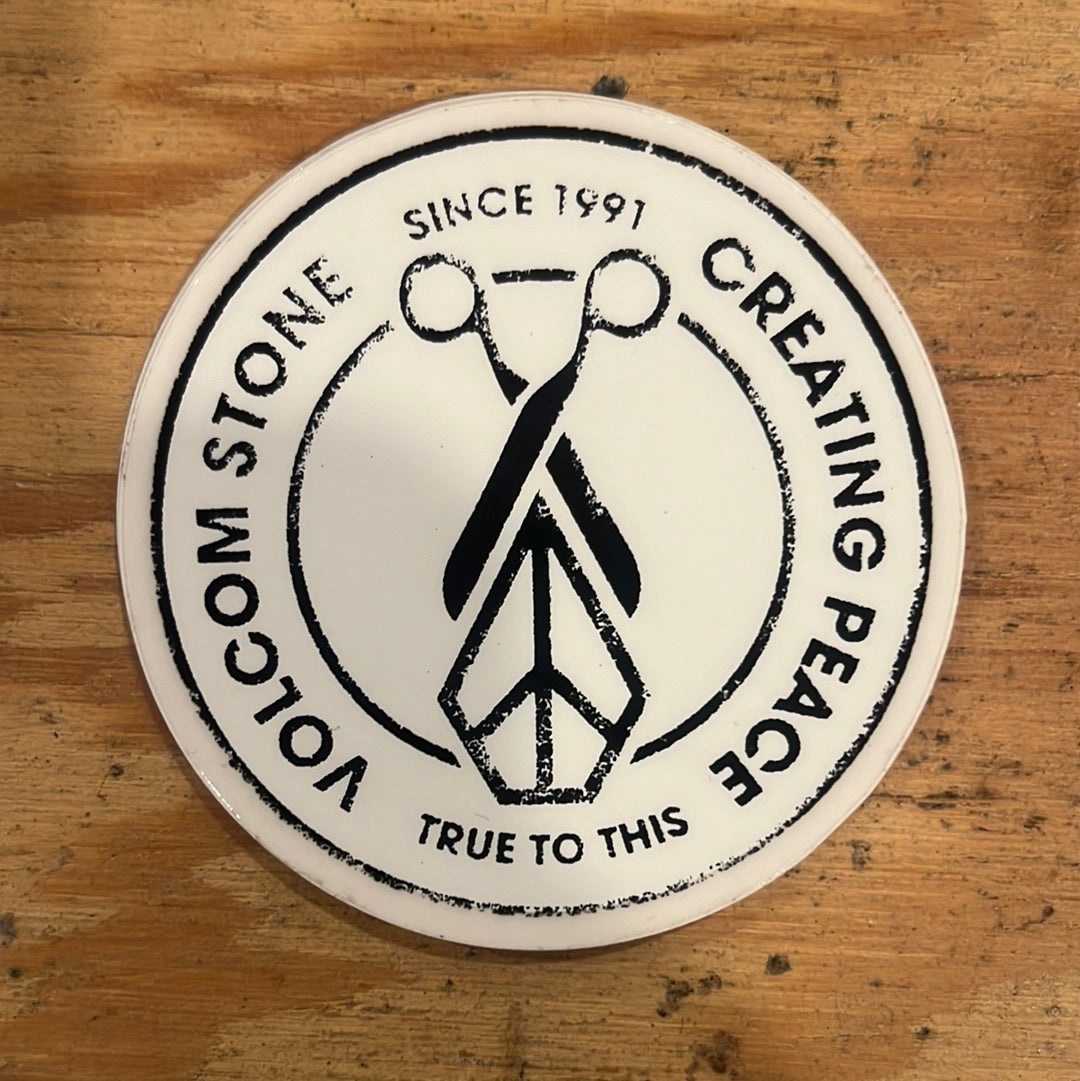 SINCE 1991
VOLCOM STONE
CREATING PEACE
TRUE TO THIS